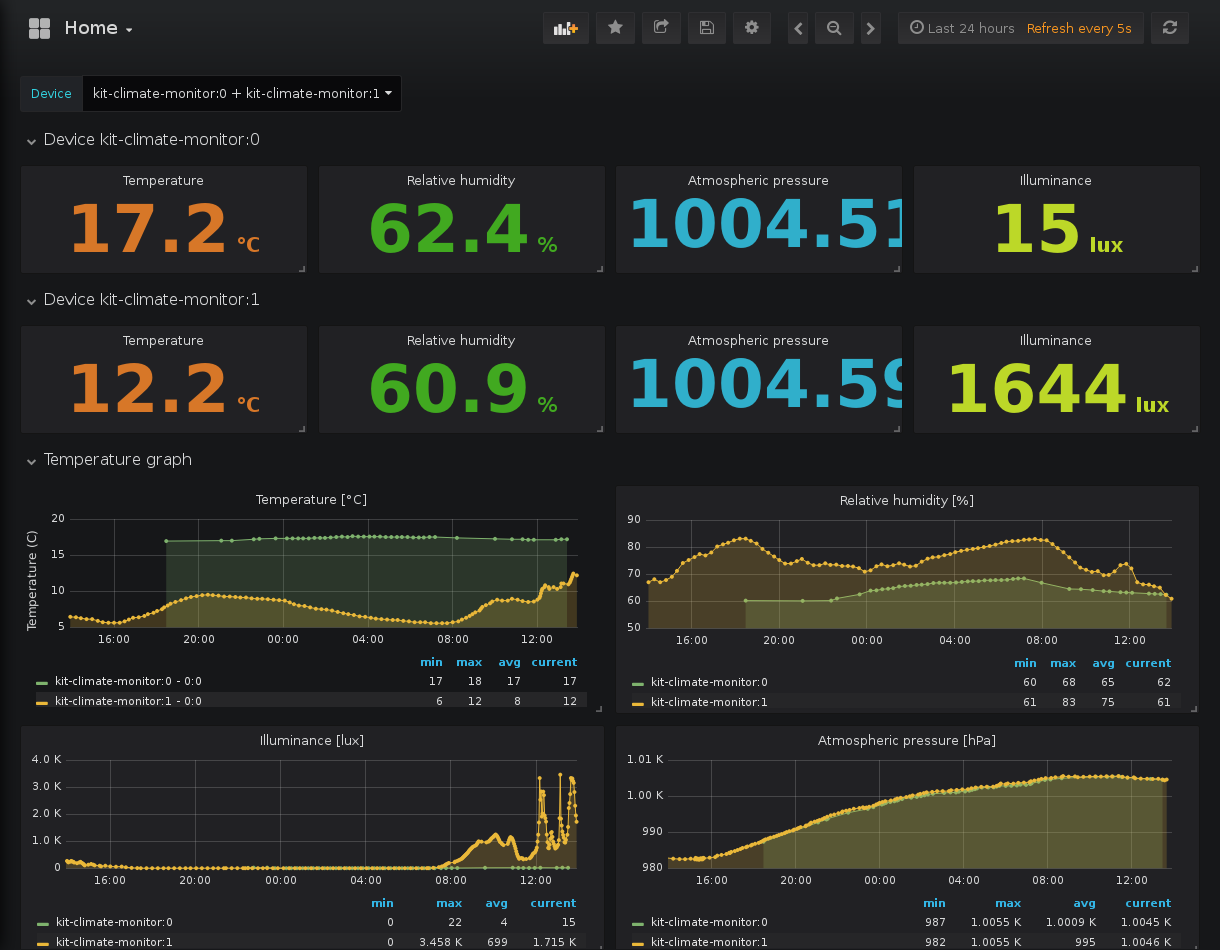 Home
Last 24 hours Refresh every 5s
Device kit-climate-monitor:0 + kit-climate-monitor:1
Device kit-climate-monitor:0
Temperature Relative humidity Atmospheric pressure Illuminance
17.2 °C 62.4 % 1004.51 15 lux
Device kit-climate-monitor:1
Temperature Relative humidity Atmospheric pressure Illuminance
12.2 °C 60.9 % 1004.59 1644 lux
Temperature graph
Temperature [°C]
Temperature (C)
20
15
10
5
16:00 20:00 00:00 04:00 08:00 12:00
min max avg current
kit-climate-monitor:0 - 0:0 17 18 17 17
kit-climate-monitor:1 - 0:0 6 12 8 12
Relative humidity [%]
90
80
70
60
50
16:00 20:00 00:00 04:00 08:00 12:00
min max avg current
kit-climate-monitor:0 60 68 65 62
kit-climate-monitor:1 61 83 75 61
Illuminance [lux]
4.0 K
3.0 K
2.0 K
1.0 K
0
16:00 20:00 00:00 04:00 08:00 12:00
min max avg current
kit-climate-monitor:0 0 22 4 15
kit-climate-monitor:1 0 3.458 K 699 1.715 K
Atmospheric pressure [hPa]
1.01 K
1.00 K
990
980
16:00 20:00 00:00 04:00 08:00 12:00
min max avg current
kit-climate-monitor:0 987 1.0055 K 1.0009 K 1.0045 K
kit-climate-monitor:1 982 1.0055 K 995 1.0046 K